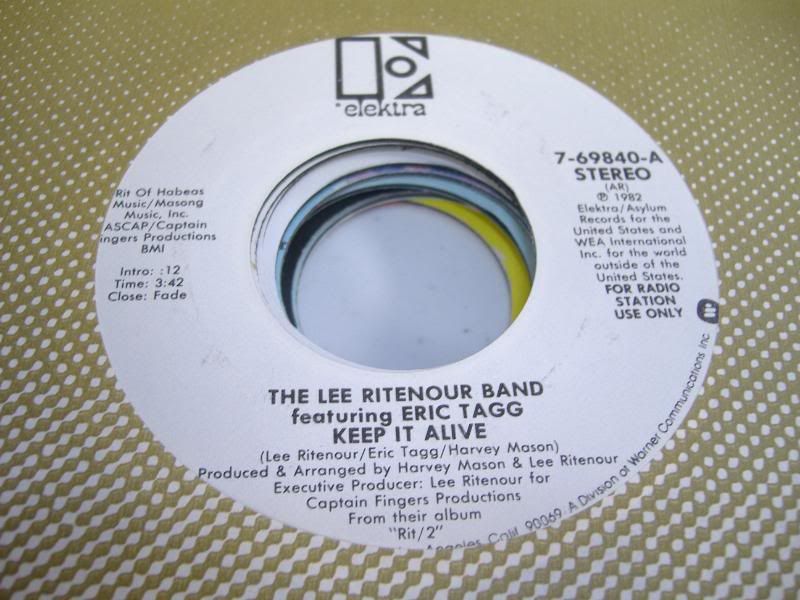 elektra
7-69840-A
STEREO
(AR)
℗ 1982
Elektra/Asylum
Records for the
United States and
WEA International
Inc. for the world
outside of the
United States.
FOR RADIO
STATION
USE ONLY
Rit Of Habeas
Music/Masong
Music, Inc.
ASCAP/Captain
ingers Productions
BMI
Intro: :12
Time: 3:42
Close: Fade
THE LEE RITENOUR BAND
featuring ERIC TAGG
KEEP IT ALIVE
(Lee Ritenour/Eric Tagg/Harvey Mason)
Produced & Arranged by Harvey Mason & Lee Ritenour
Executive Producer: Lee Ritenour for
Captain Fingers Productions
From their album
"Rit/2"
Angeles, Calif. 90069 A Division of Warner Communications Inc